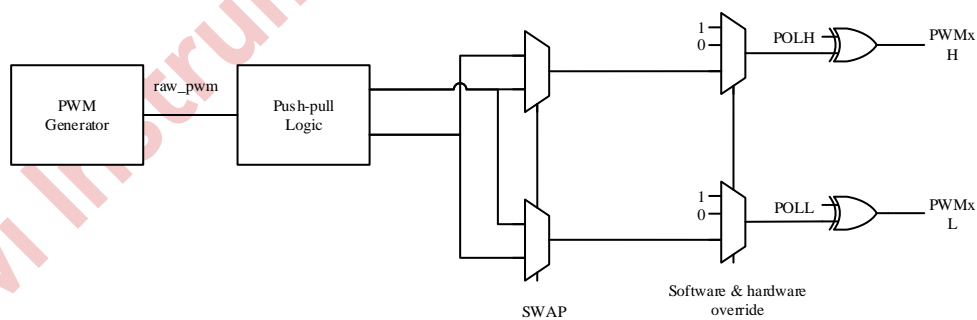 1
0
POLH
PWMx
H
raw_pwm
PWM
Generator
Push-pull
Logic
1
0
POLL
PWMx
L
SWAP
Software & hardware
override